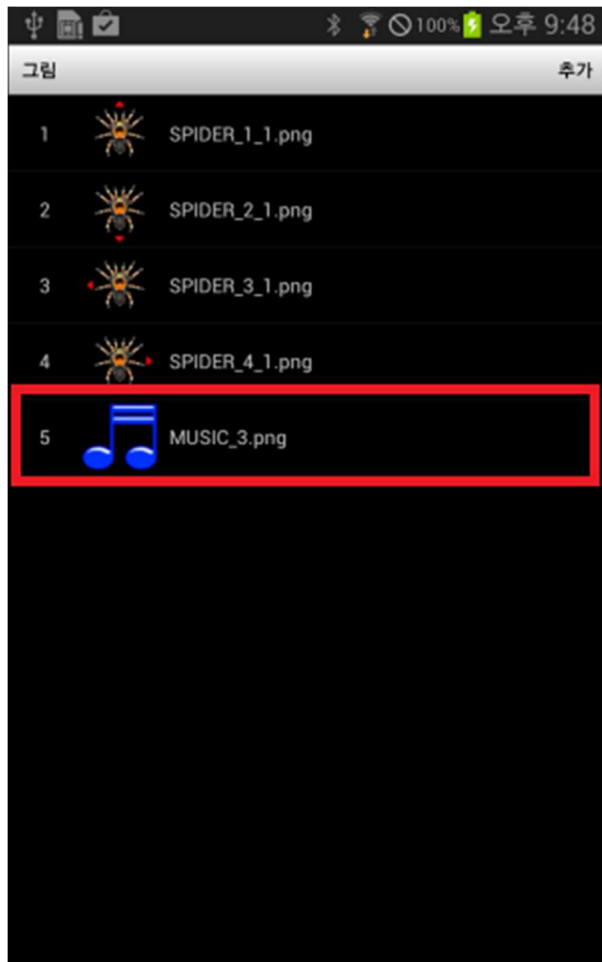 100% 오후 9:48
그림 추가
1 SPIDER_1_1.png
2 SPIDER_2_1.png
3 SPIDER_3_1.png
4 SPIDER_4_1.png
5 MUSIC_3.png